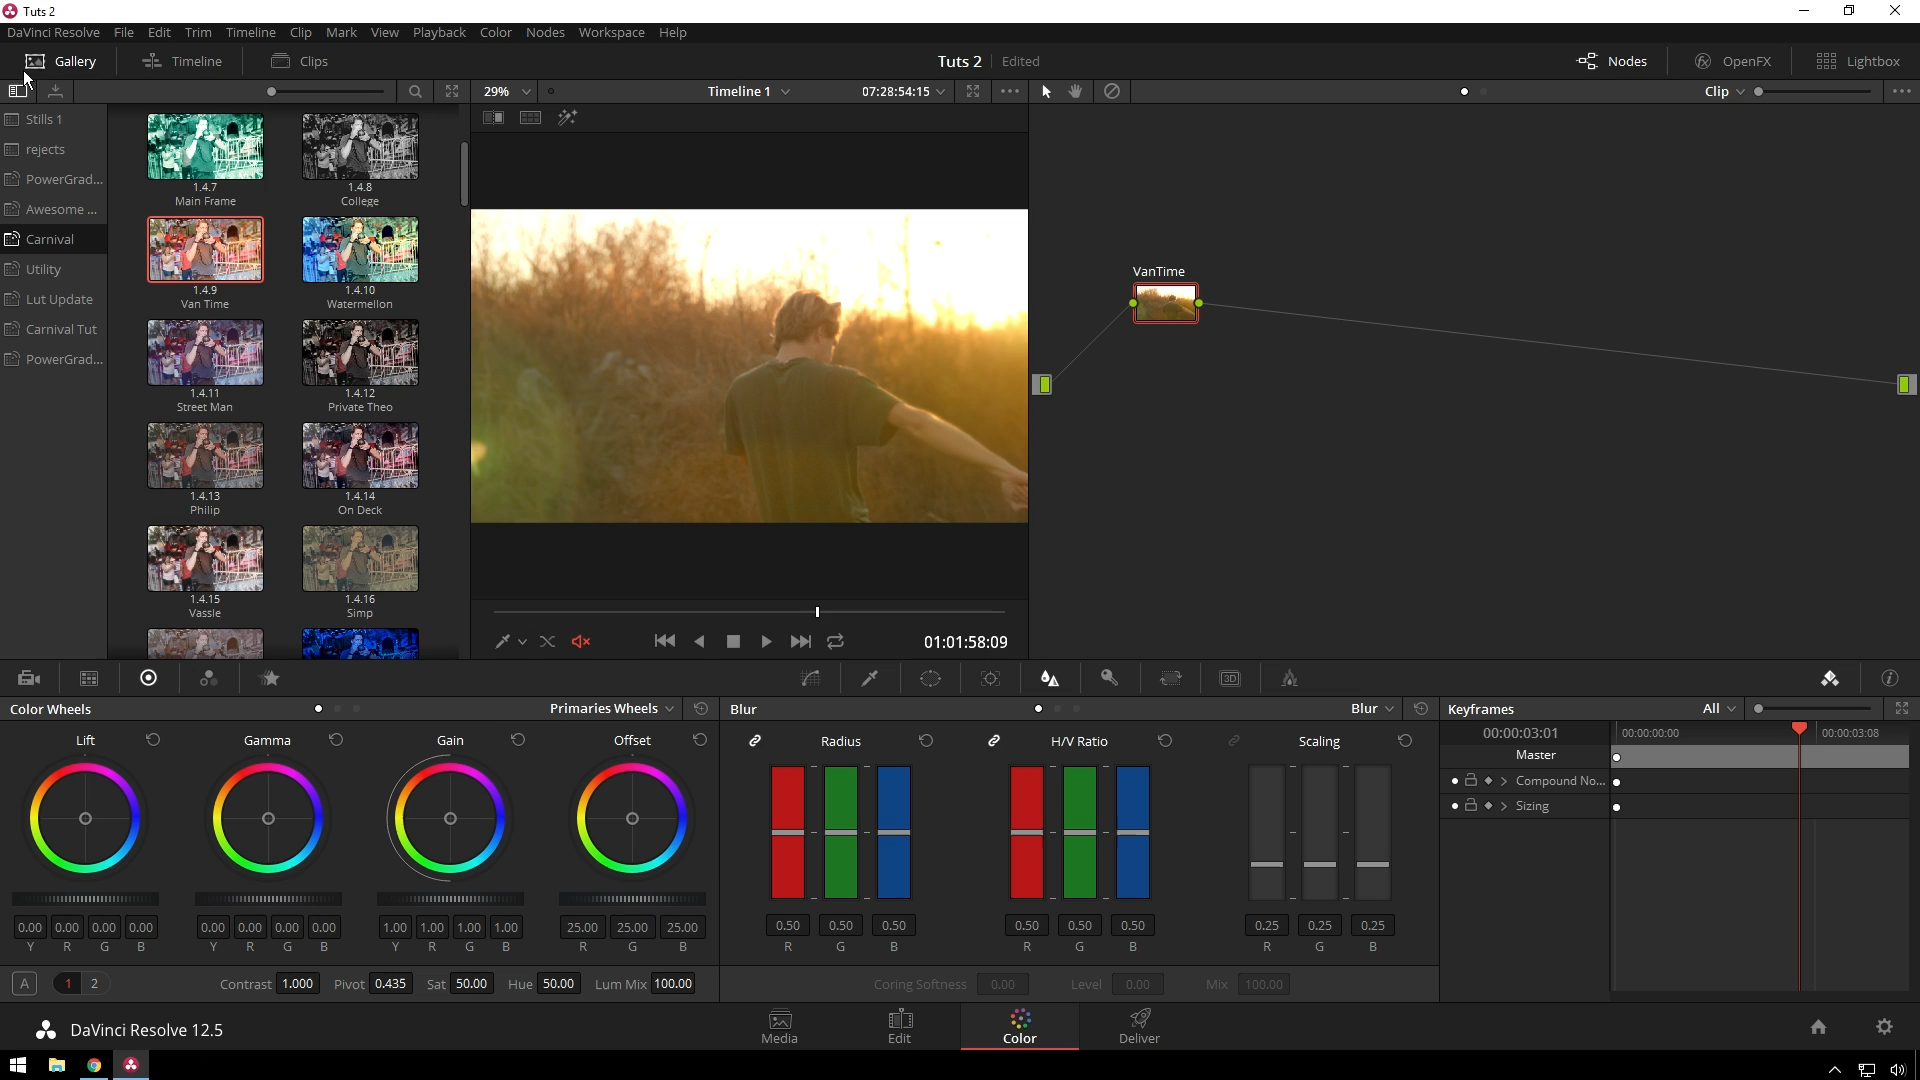 Tuts 2
DaVinci Resolve File Edit Trim Timeline Clip Mark View Playback Color Nodes Workspace Help
Gallery Timeline Clips Tuts 2 Edited Nodes OpenFX Lightbox
29% Timeline 1 07:28:54:15 Clip
Stills 1
rejects
PowerGrad...
Awesome ...
Carnival
Utility
Lut Update
Carnival Tut
PowerGrad...
1.4.7 1.4.8
Main Frame College
1.4.9 1.4.10
Van Time Watermellon
1.4.11 1.4.12
Street Man Private Theo
1.4.13 1.4.14
Philip On Deck
1.4.15 1.4.16
Vassle Simp
VanTime
01:01:58:09
3D
Color Wheels Primaries Wheels Blur Blur Keyframes All
Lift Gamma Gain Offset Radius H/V Ratio Scaling
00:00:03:01 00:00:00:00 00:00:03:08
Master
Compound No...
Sizing
0.00 0.00 0.00 0.00 0.00 0.00 0.00 0.00 1.00 1.00 1.00 1.00 25.00 25.00 25.00 0.50 0.50 0.50 0.50 0.50 0.50 0.25 0.25 0.25
Y R G B Y R G B Y R G B R G B R G B R G B R G B
A 1 2 Contrast 1.000 Pivot 0.435 Sat 50.00 Hue 50.00 Lum Mix 100.00 Coring Softness 0.00 Level 0.00 Mix 100.00
DaVinci Resolve 12.5 Media Edit Color Deliver